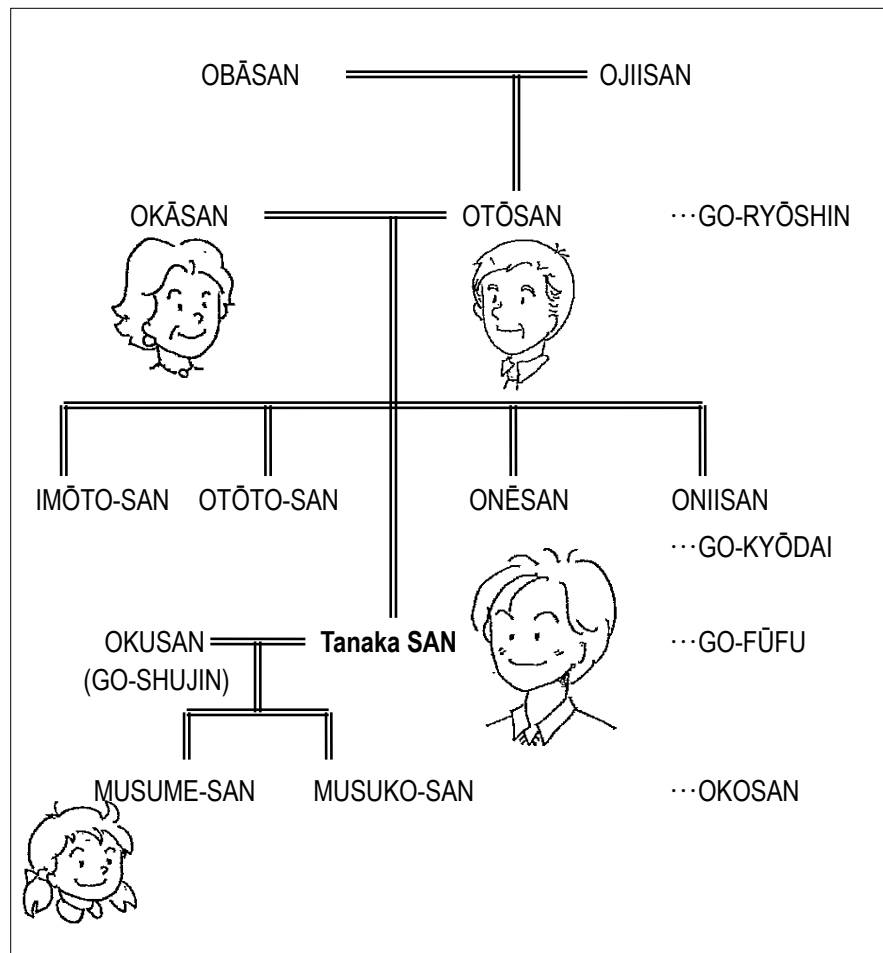 OBĀSAN OJIISAN
OKĀSAN OTŌSAN ···GO-RYŌSHIN
IMŌTO-SAN OTŌTO-SAN ONĒSAN ONIISAN
···GO-KYŌDAI
OKUSAN Tanaka SAN ···GO-FŪFU
(GO-SHUJIN)
MUSUME-SAN MUSUKO-SAN ···OKOSAN